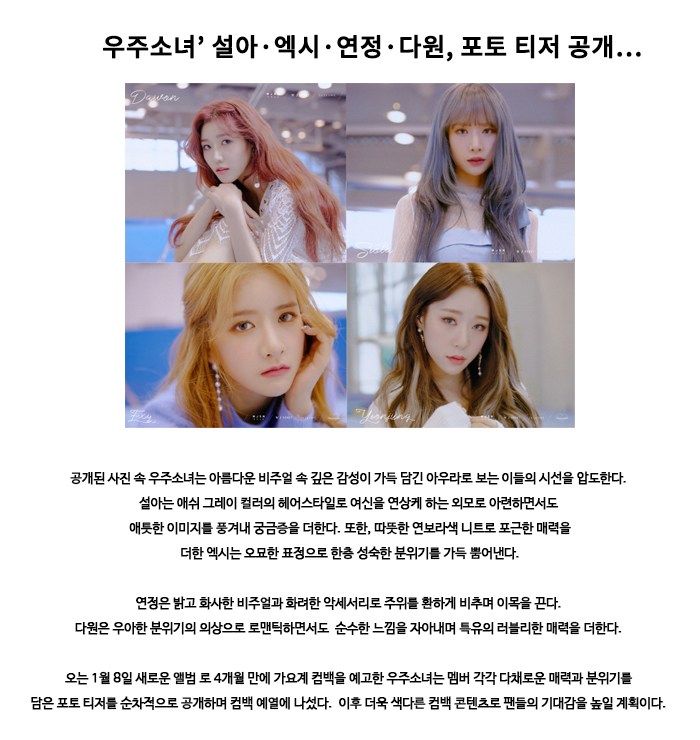 우주소녀’ 설아·엑시·연정·다원, 포토 티저 공개...
Dawon
공개된 사진 속 우주소녀는 아름다운 비주얼 속 깊은 감성이 가득 담긴 아우라로 보는 이들의 시선을 압도한다.
설아는 애쉬 그레이 컬러의 헤어스타일로 여신을 연상케 하는 외모로 아련하면서도
애틋한 이미지를 풍겨내 궁금증을 더한다. 또한, 따뜻한 연보라색 니트로 포근한 매력을
더한 엑시는 오묘한 표정으로 한층 성숙한 분위기를 가득 뿜어낸다.
연정은 밝고 화사한 비주얼과 화려한 악세서리로 주위를 환하게 비추며 이목을 끈다.
다원은 우아한 분위기의 의상으로 로맨틱하면서도 순수한 느낌을 자아내며 특유의 러블리한 매력을 더한다.
오는 1월 8일 새로운 앨범 로 4개월 만에 가요계 컴백을 예고한 우주소녀는 멤버 각각 다채로운 매력과 분위기를
담은 포토 티저를 순차적으로 공개하며 컴백 예열에 나섰다. 이후 더욱 색다른 컴백 콘텐츠로 팬들의 기대감을 높일 계획이다.